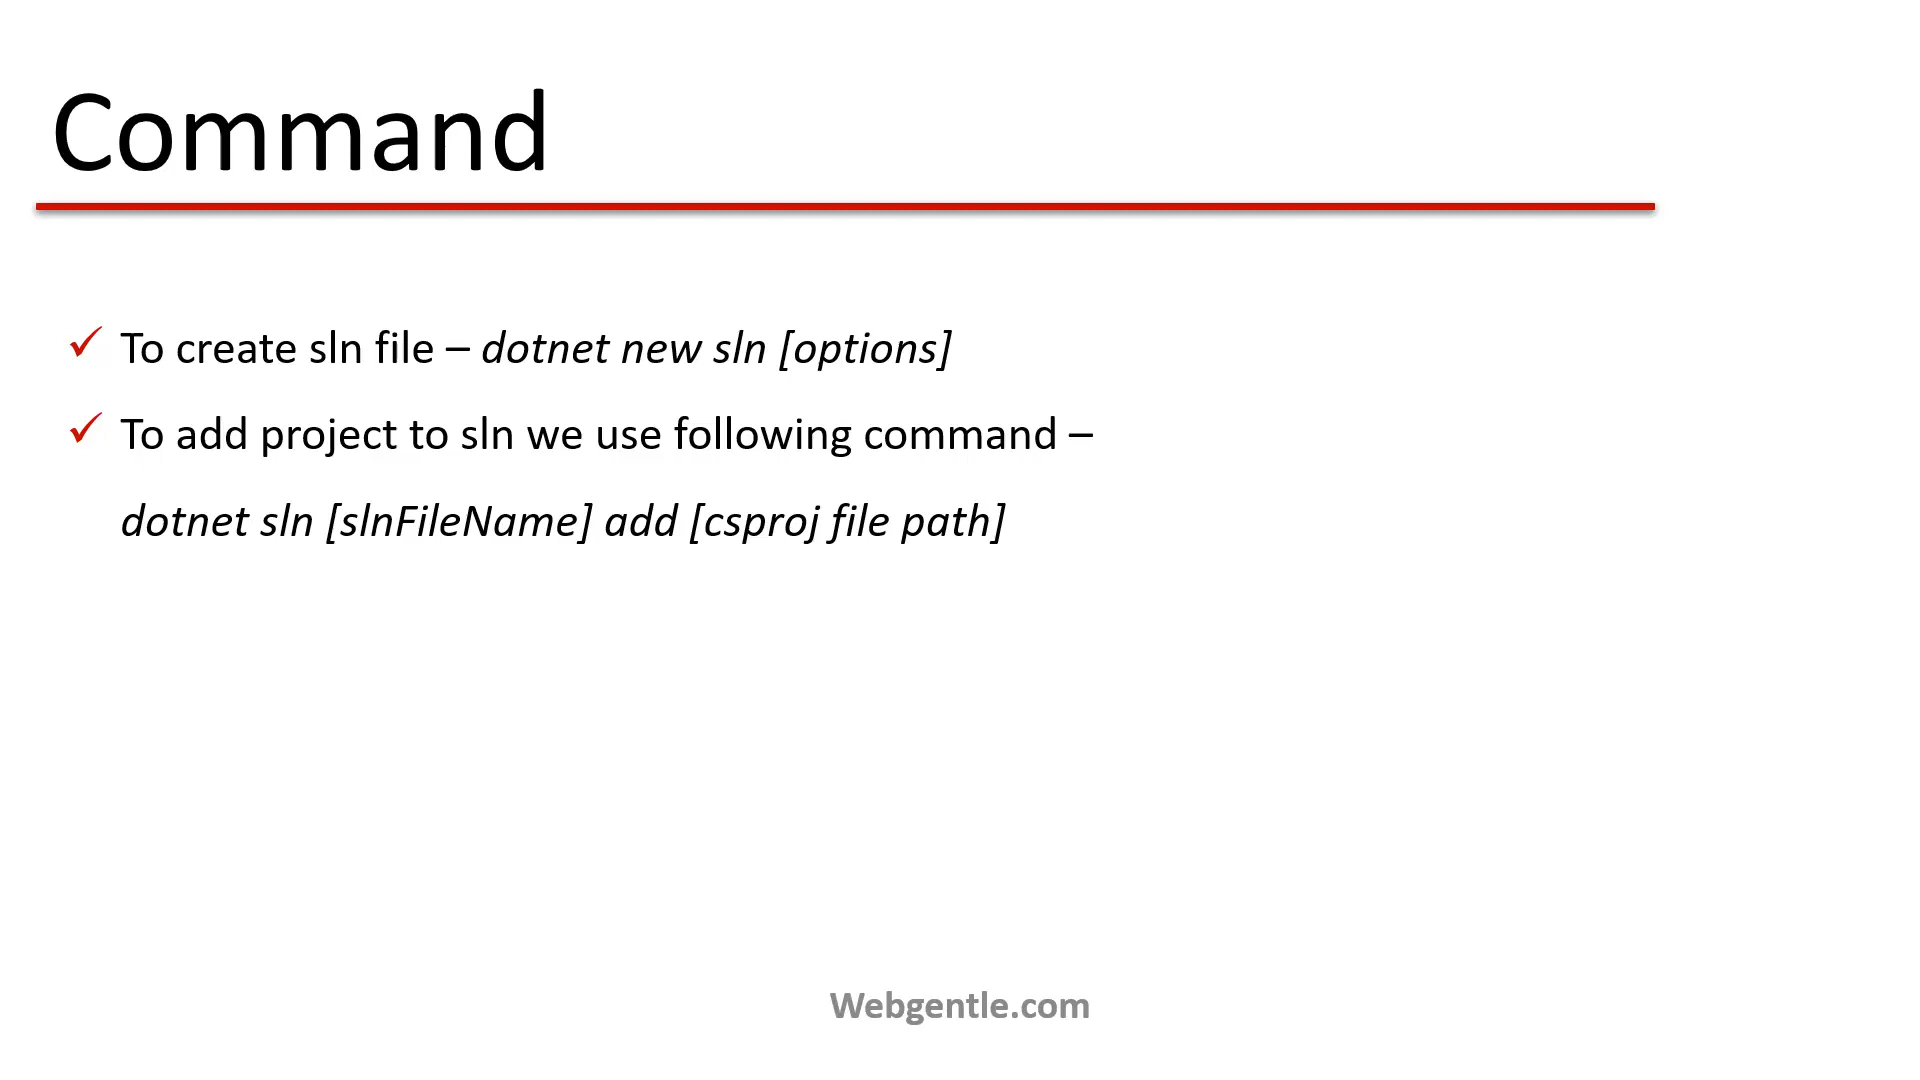 Command
To create sln file – dotnet new sln [options]
To add project to sln we use following command –
dotnet sln [slnFileName] add [csproj file path]
Webgentle.com